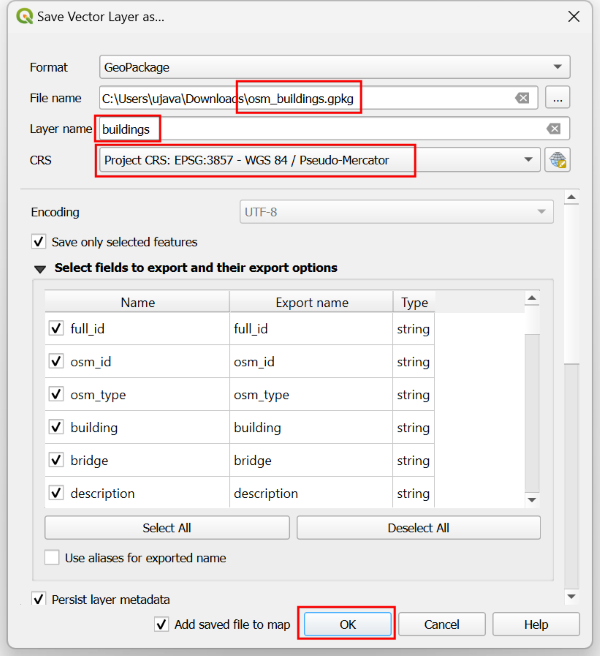 Save Vector Layer as...
Format GeoPackage
File name C:\Users\ujava\Downloads\osm_buildings.gpkg ...
Layer name buildings
CRS Project CRS: EPSG:3857 - WGS 84 / Pseudo-Mercator
Encoding UTF-8
Save only selected features
Select fields to export and their export options
Name Export name Type
full_id full_id string
osm_id osm_id string
osm_type osm_type string
building building string
bridge bridge string
description description string
Select All Deselect All
Use aliases for exported name
Persist layer metadata
Add saved file to map OK Cancel Help